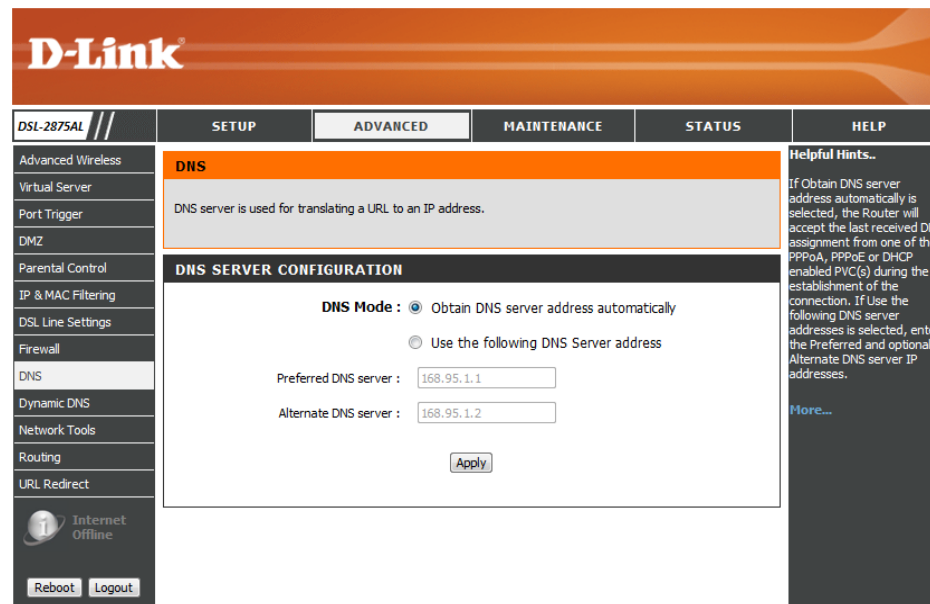 D-Link®
DSL-2875AL
SETUP
ADVANCED
MAINTENANCE
STATUS
HELP
Advanced Wireless
Virtual Server
Port Trigger
DMZ
Parental Control
IP & MAC Filtering
DSL Line Settings
Firewall
DNS
Dynamic DNS
Network Tools
Routing
URL Redirect
Internet
Offline
Reboot
Logout
DNS
DNS server is used for translating a URL to an IP address.
DNS SERVER CONFIGURATION
DNS Mode : Obtain DNS server address automatically
Use the following DNS Server address
Preferred DNS server : 168.95.1.1
Alternate DNS server : 168.95.1.2
Apply
Helpful Hints..
If Obtain DNS server
address automatically is
selected, the Router will
accept the last received
assignment from one of
PPPoA, PPPoE or DHCP
enabled PVC(s) during the
establishment of the
connection. If Use the
following DNS server
addresses is selected,
the Preferred and optional
Alternate DNS server IP
addresses.
More...